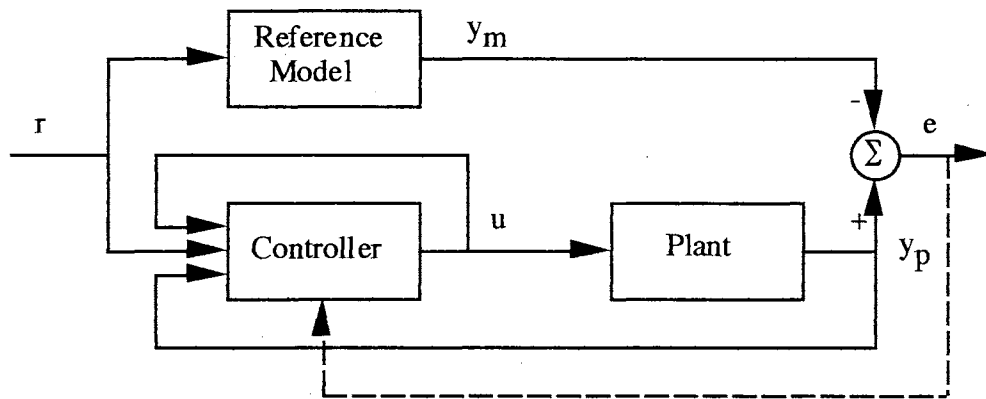 Reference
Model
y_m
r
-
e
Σ
Controller
u
Plant
+
y_p